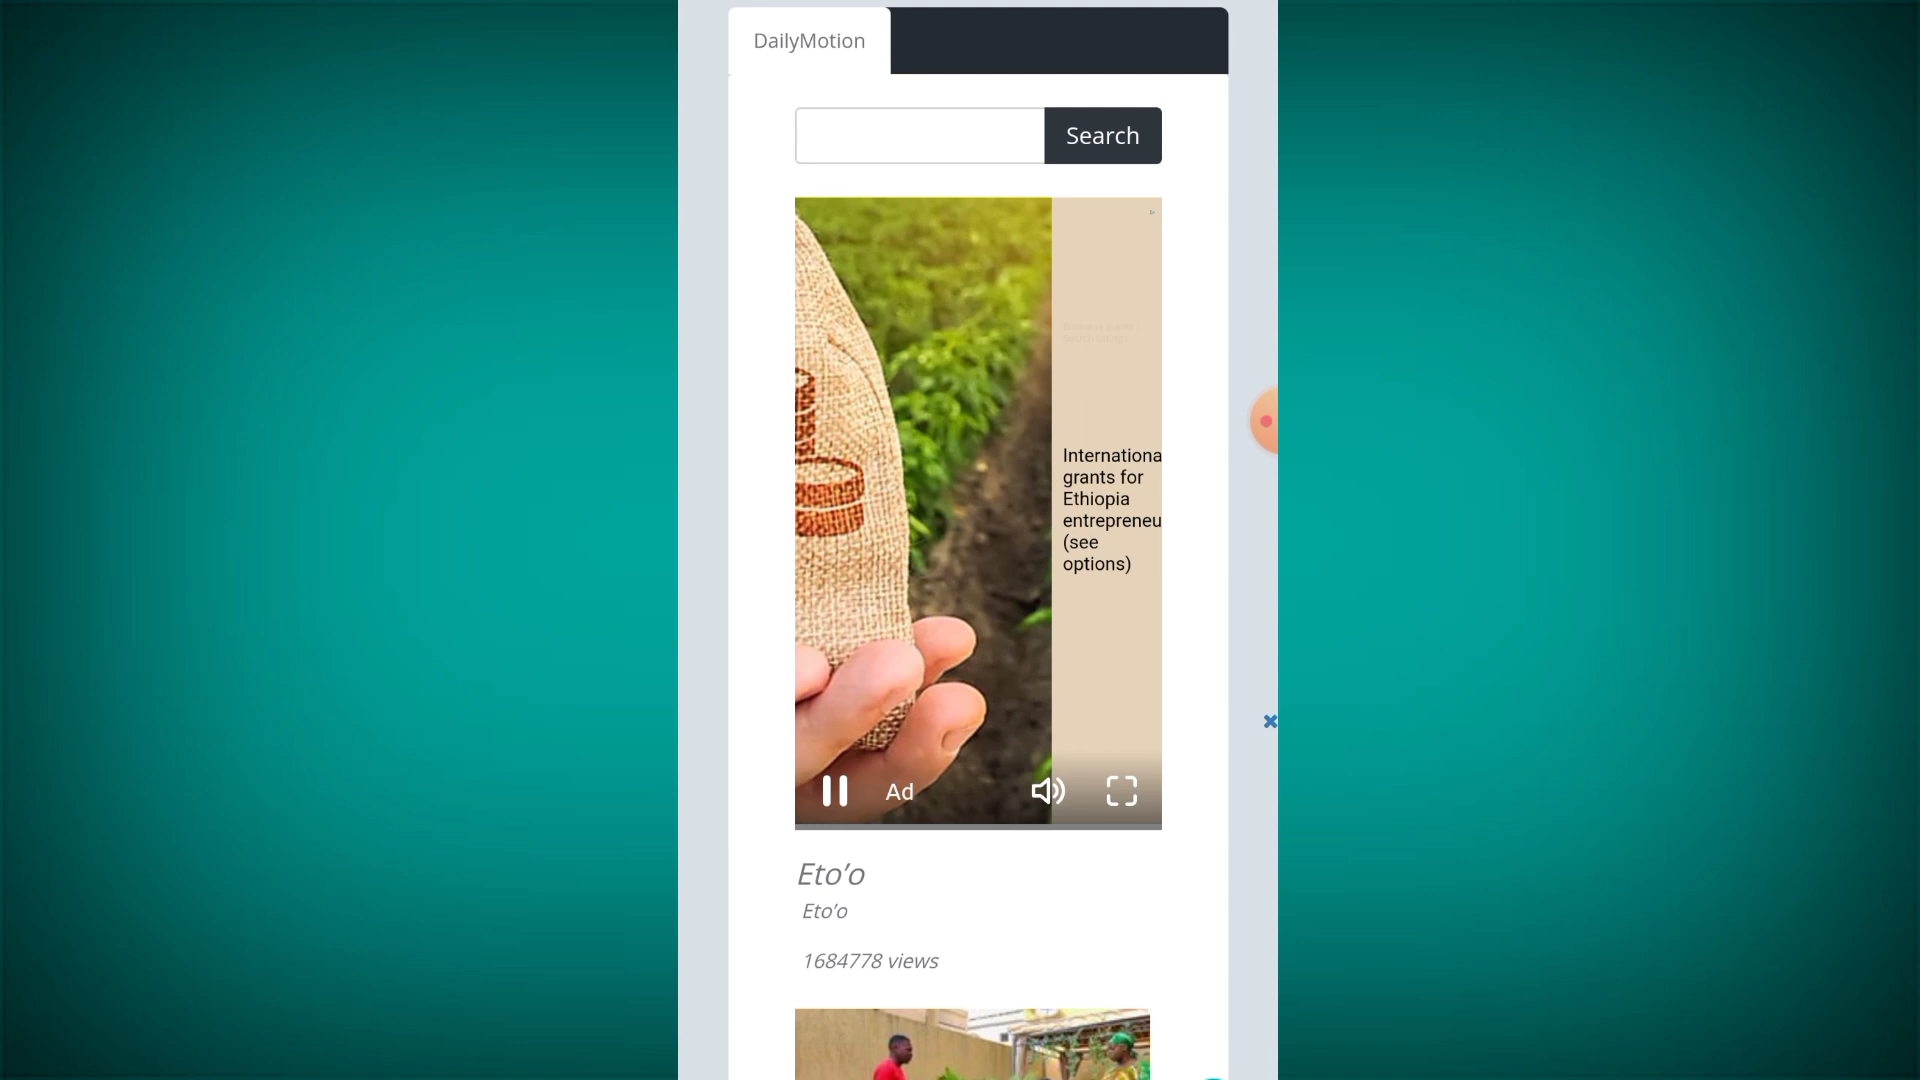 DailyMotion
Search
Internationa
grants for
Ethiopia
entrepreneu
(see
options)
Ad
Eto’o
Eto’o
1684778 views